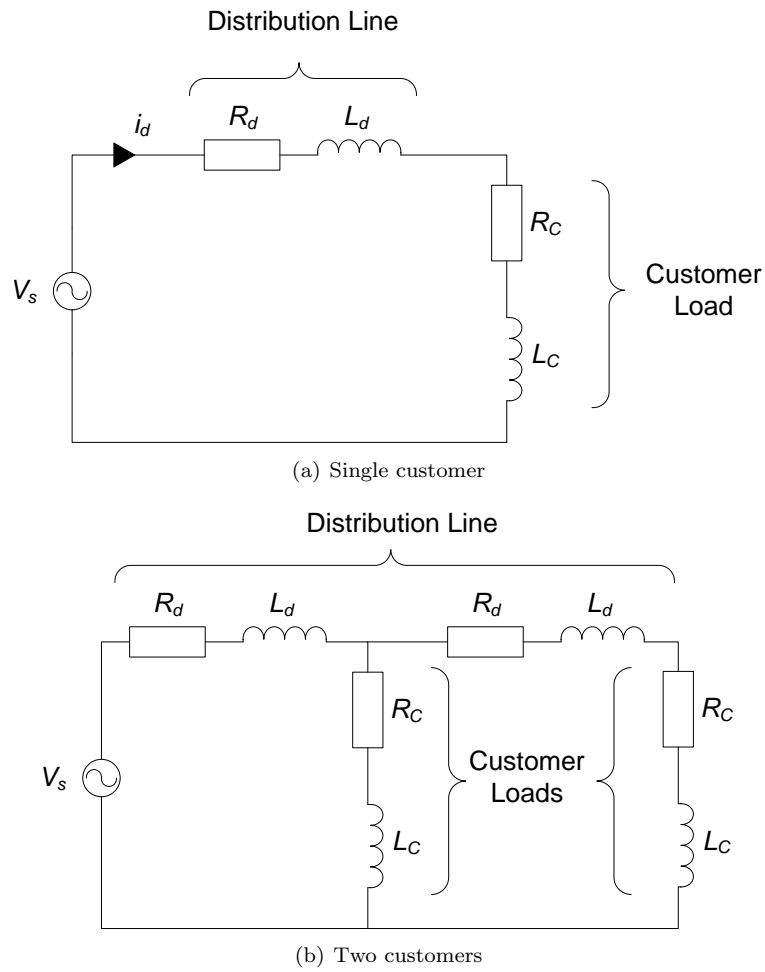 Distribution Line
i_d
R_d
L_d
R_C
V_s
Customer
Load
L_C
(a) Single customer
Distribution Line
R_d
L_d
R_d
L_d
R_C
R_C
V_s
Customer
Loads
L_C
L_C
(b) Two customers